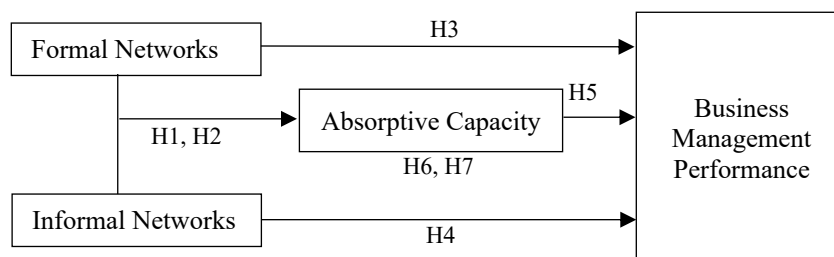 H3
Formal Networks
H5
Absorptive Capacity
H1, H2
H6, H7
Business
Management
Performance
Informal Networks
H4